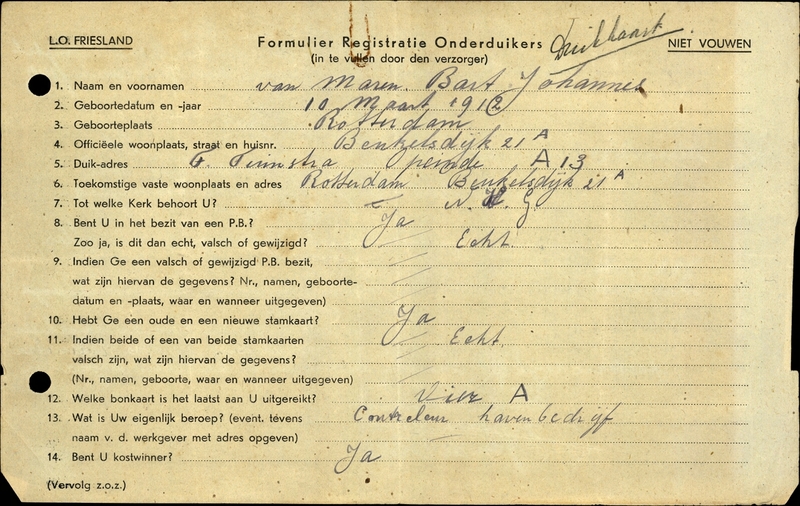 L.O. FRIESLAND
Formulier Registratie Onderduikers
Duikkaart
NIET VOUWEN
(in te vullen door den verzorger)
1. Naam en voornamen van Maren Bart Johannes
2. Geboortedatum en -jaar 10 Maart 1912
3. Geboorteplaats Rotterdam
4. Officiëele woonplaats, straat en huisnr. Beukelsdijk 21 A
5. Duik-adres A 13
6. Toekomstige vaste woonplaats en adres Rotterdam Beukelsdijk 21 A
7. Tot welke Kerk behoort U? N. H. G.
8. Bent U in het bezit van een P.B.? Ja
Zoo ja, is dit dan echt, valsch of gewijzigd? Echt
9. Indien Ge een valsch of gewijzigd P.B. bezit,
wat zijn hiervan de gegevens? Nr., namen, geboorte-
datum en -plaats, waar en wanneer uitgegeven)
10. Hebt Ge een oude en een nieuwe stamkaart? Ja
11. Indien beide of een van beide stamkaarten Echt.
valsch zijn, wat zijn hiervan de gegevens?
(Nr., namen, geboorte, waar en wanneer uitgegeven)
12. Welke bonkaart is het laatst aan U uitgereikt? Vier A
13. Wat is Uw eigenlijk beroep? (event. tevens Controleur havenbedrijf
naam v. d. werkgever met adres opgeven)
14. Bent U kostwinner? Ja
(Vervolg z.o.z.)